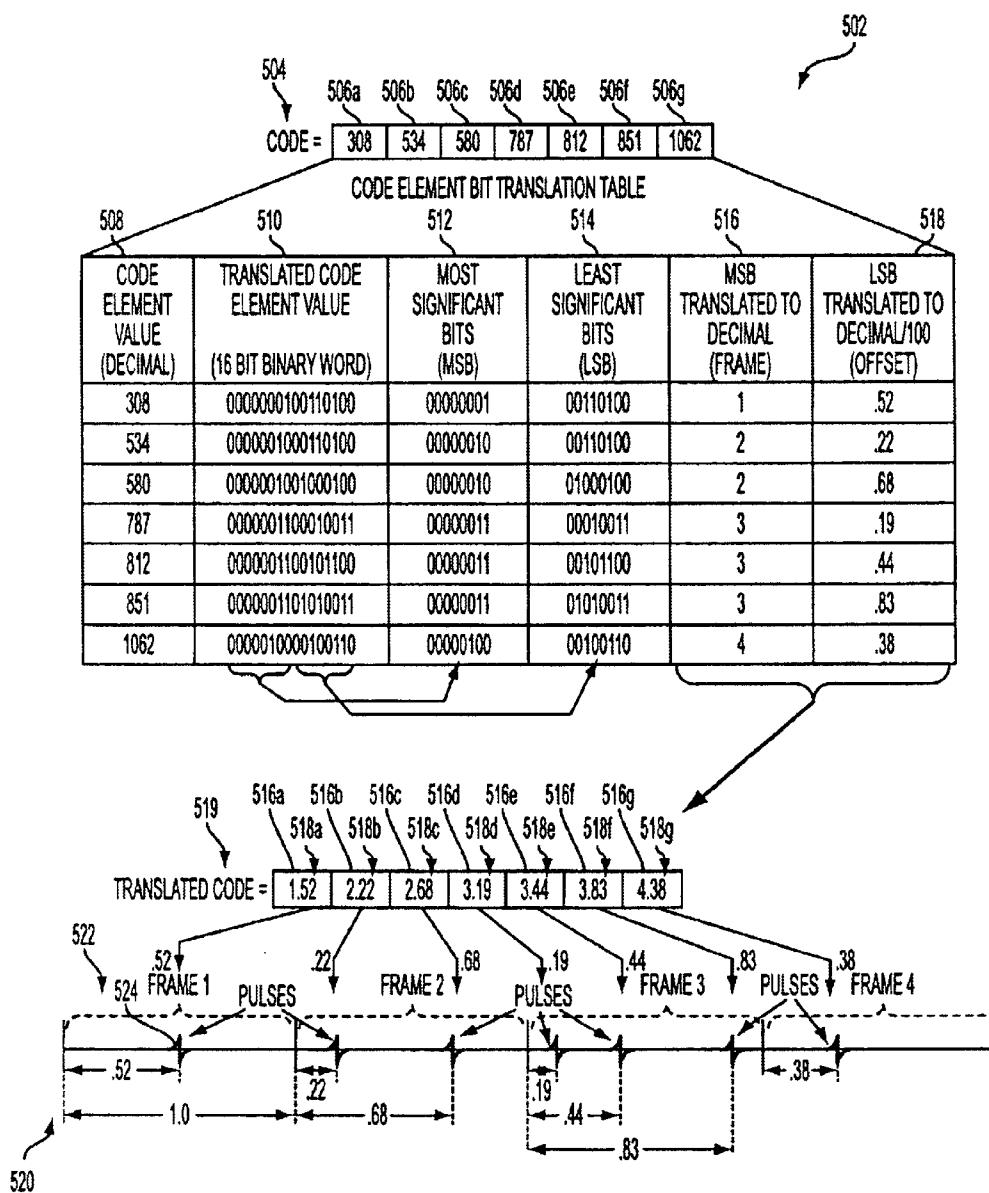 502
504
506a 506b 506c 506d 506e 506f 506g
CODE = 308 534 580 787 812 851 1062
CODE ELEMENT BIT TRANSLATION TABLE
508 510 512 514 516 518
CODE ELEMENT VALUE (DECIMAL)
TRANSLATED CODE ELEMENT VALUE (16 BIT BINARY WORD)
MOST SIGNIFICANT BITS (MSB)
LEAST SIGNIFICANT BITS (LSB)
MSB TRANSLATED TO DECIMAL (FRAME)
LSB TRANSLATED TO DECIMAL/100 (OFFSET)
308 0000000100110100 00000001 00110100 1 .52
534 0000001000110100 00000010 00110100 2 .22
580 0000001001000100 00000010 01000100 2 .68
787 0000001100010011 00000011 00010011 3 .19
812 0000001100101100 00000011 00101100 3 .44
851 0000001101010011 00000011 01010011 3 .83
1062 0000010000100110 00000100 00100110 4 .38
516a 516b 516c 516d 516e 516f 516g
519
518a 518b 518c 518d 518e 518f 518g
TRANSLATED CODE = 1.52 2.22 2.68 3.19 3.44 3.83 4.38
522
.52 .22 .68 .19 .44 .83 .38
524
FRAME 1 PULSES FRAME 2 PULSES FRAME 3 PULSES FRAME 4
.52 .22 .19 .38
1.0 .68 .44
.83
520